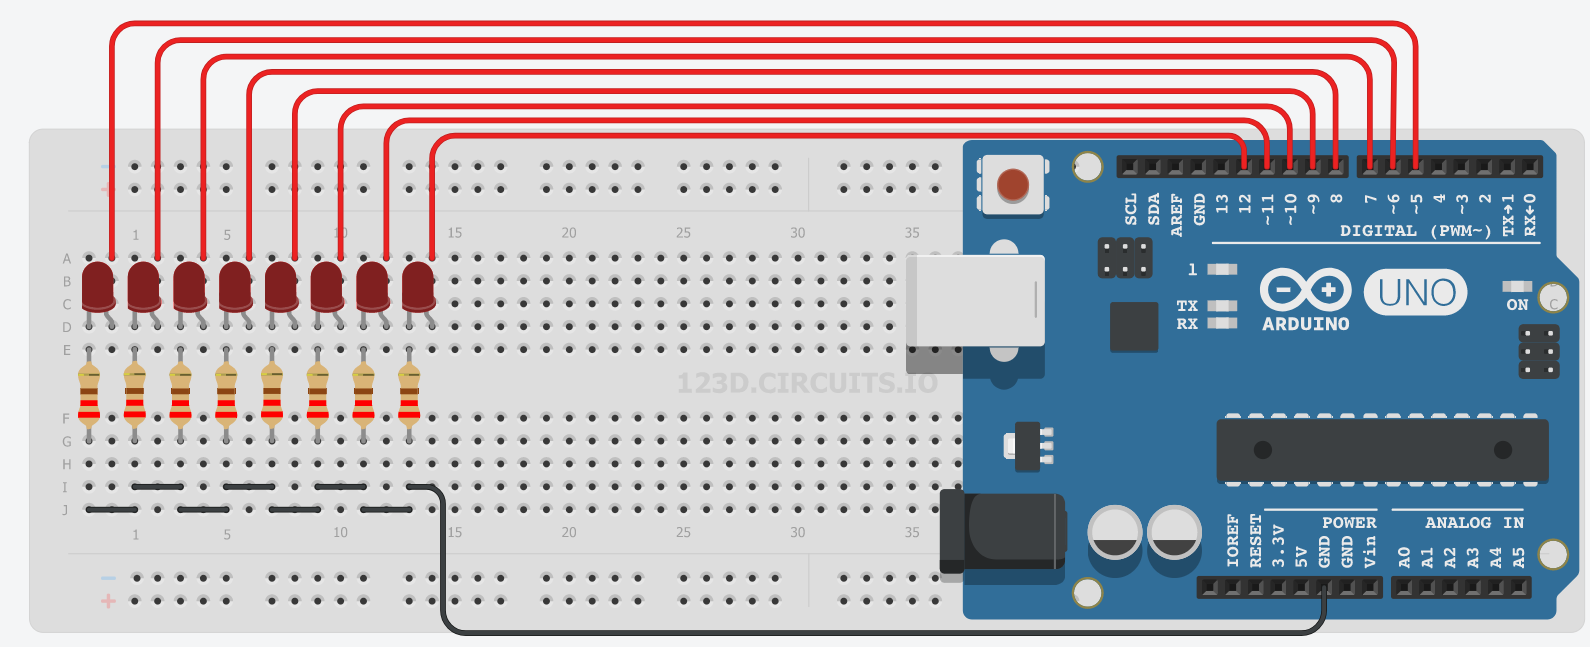 1 5 10 15 20 25 30 35
A
B
C
D
E
F
G
H
I
J
1 5 10 15 20 25 30 35
123D.CIRCUITS.IO
SCL SDA AREF GND 13 12 ~11 ~10 ~9 8 7 ~6 ~5 4 ~3 2 TX→1 RX←0
DIGITAL (PWM~)
l
TX
RX
ARDUINO
UNO
ON
C
POWER
ANALOG IN
IOREF RESET 3.3V 5V GND GND Vin A0 A1 A2 A3 A4 A5